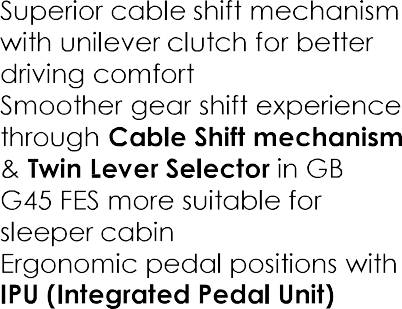 Superior cable shift mechanism
with unilever clutch for better
driving comfort
Smoother gear shift experience
through Cable Shift mechanism
& Twin Lever Selector in GB
G45 FES more suitable for
sleeper cabin
Ergonomic pedal positions with
IPU (Integrated Pedal Unit)